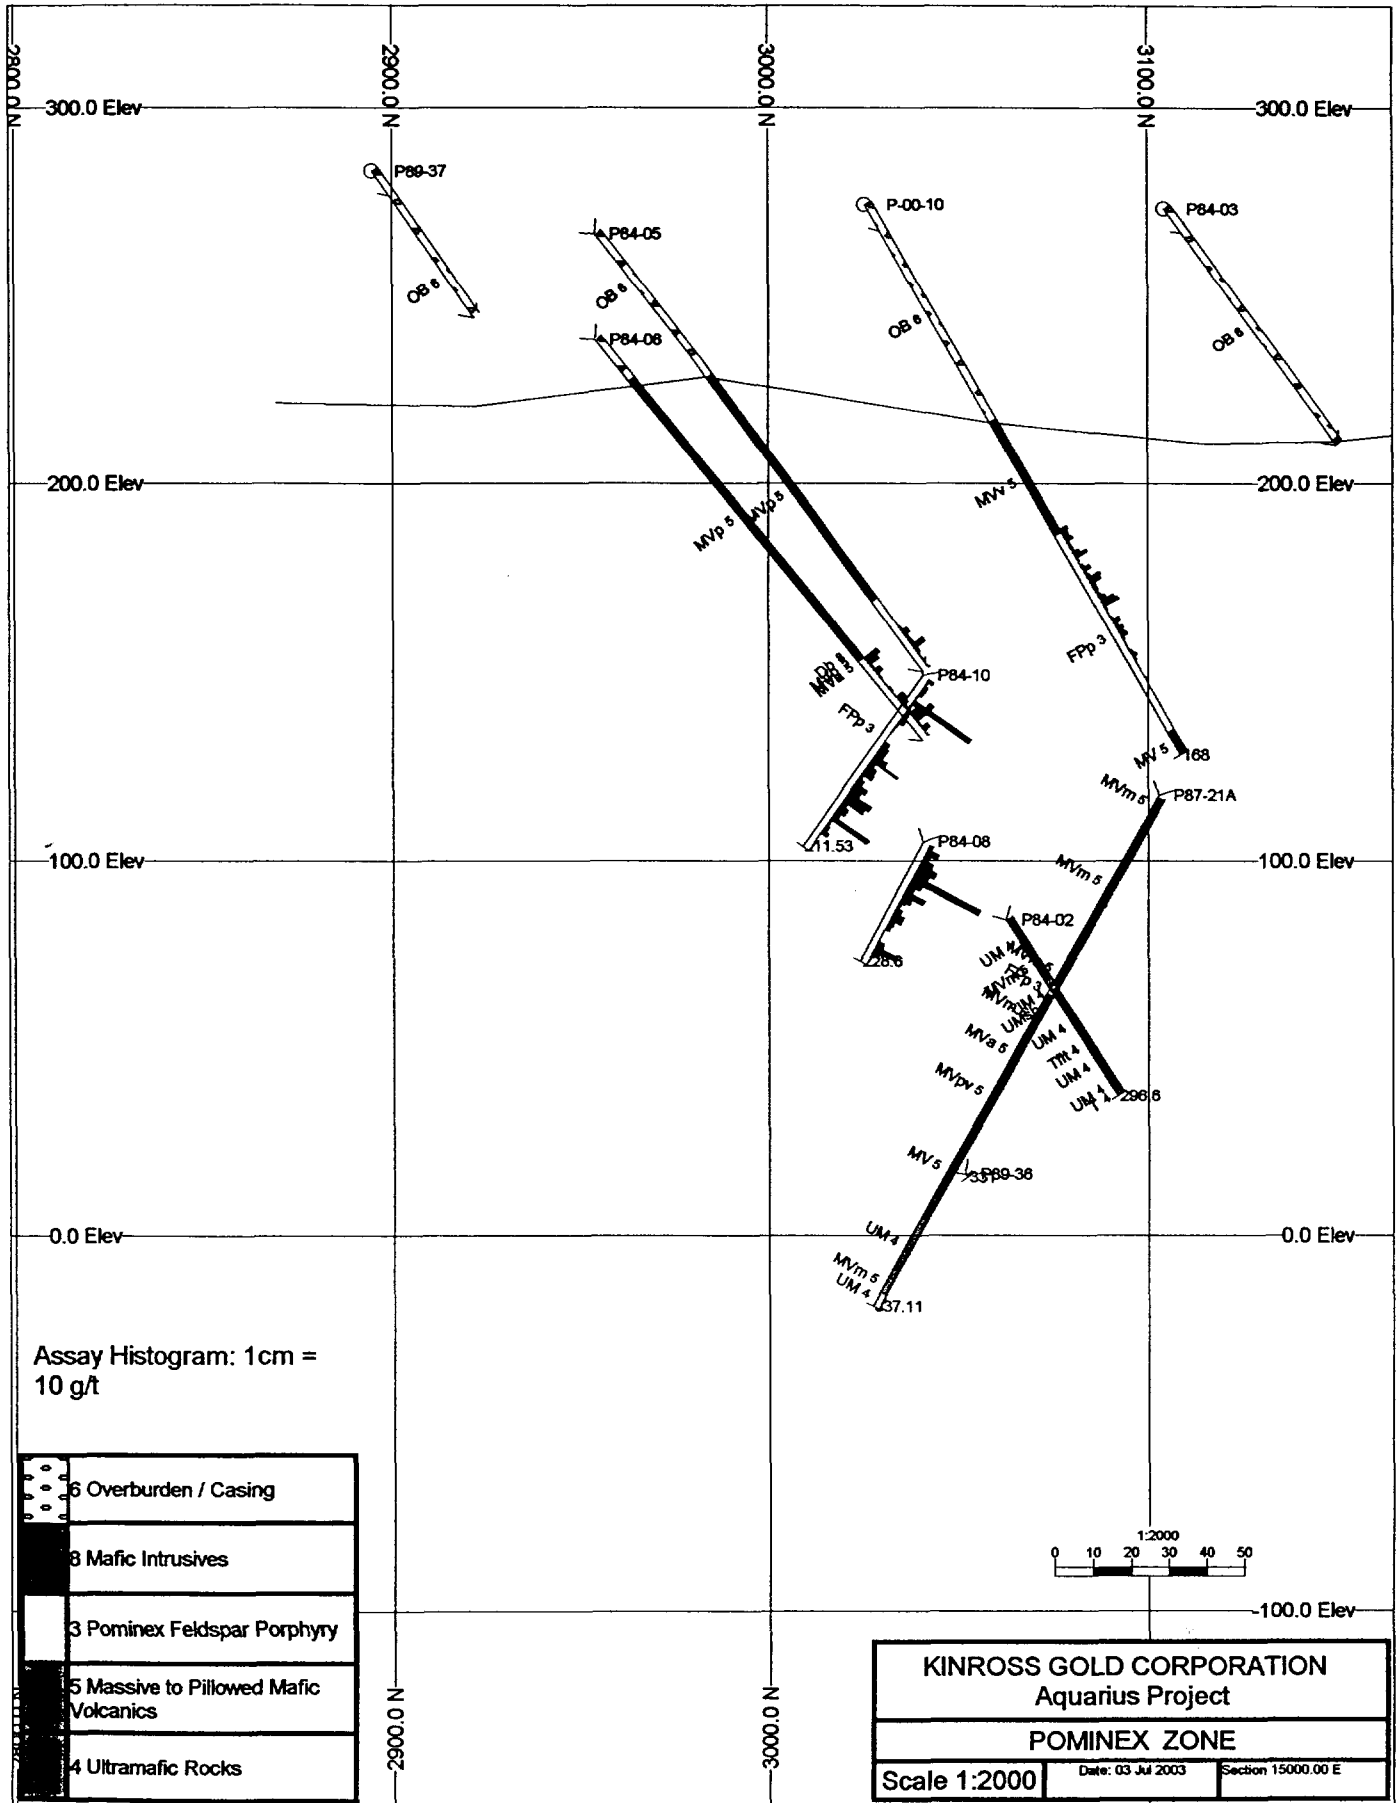 2800.0 N
2900.0 N
3000.0 N
3100.0 N
300.0 Elev
300.0 Elev
P89-37
P-00-10
P84-03
P84-05
OB 6
OB 6
OB 6
OB 6
P84-06
200.0 Elev
200.0 Elev
MVv 5
MVp 5
MVp 5
FPp 3
Db 8
P84-10
FPp 3
MV 5
168
MVm 5
P87-21A
11.53
P84-08
100.0 Elev
100.0 Elev
MVm 5
P84-02
28.6
UM 4
UM 4
MVa 5
UM 4
Tflt 4
MVpv 5
UM 4
UM 4
296.6
MV 5
P89-36
UM 4
0.0 Elev
0.0 Elev
MVm 5
UM 4
37.11
Assay Histogram: 1cm =
10 g/t
6 Overburden / Casing
8 Mafic Intrusives
3 Pominex Feldspar Porphyry
5 Massive to Pillowed Mafic
Volcanics
4 Ultramafic Rocks
2900.0 N
3000.0 N
1:2000
0 10 20 30 40 50
-100.0 Elev
KINROSS GOLD CORPORATION
Aquarius Project
POMINEX ZONE
Scale 1:2000
Date: 03 Jul 2003
Section 15000.00 E